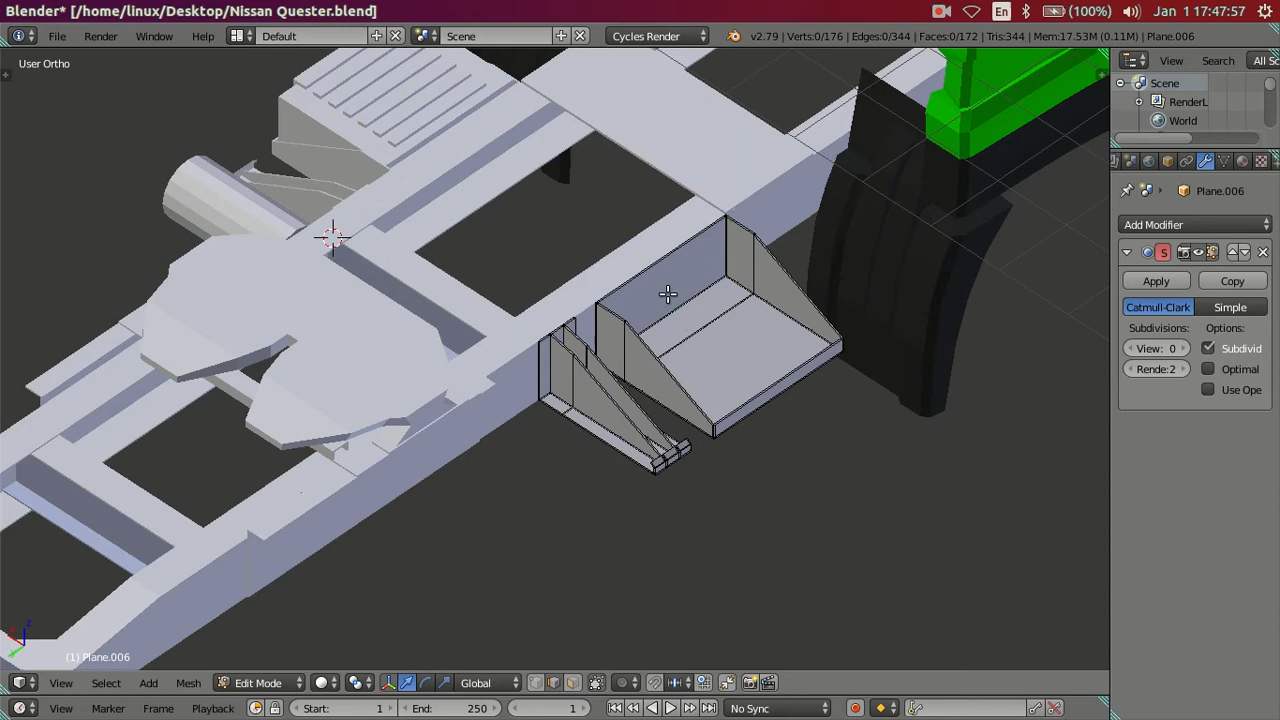 Blender* [/home/linux/Desktop/Nissan Quester.blend]
En
(100%)
Jan 1 17:47:57
File
Render
Window
Help
Default
Scene
Cycles Render
v2.79 | Verts:0/176 | Edges:0/344 | Faces:0/172 | Tris:344 | Mem:17.53M (0.11M) | Plane.006
User Ortho
View
Search
All Sc
Scene
RenderL
World
Plane.006
Add Modifier
S
Apply
Copy
Catmull-Clark
Simple
Subdivisions:
Options:
View: 0
Subdivid
Rende:2
Optimal
Use Ope
z
(1) Plane.006
View
Select
Add
Mesh
Edit Mode
Global
View
Marker
Frame
Playback
Start: 1
End: 250
1
No Sync